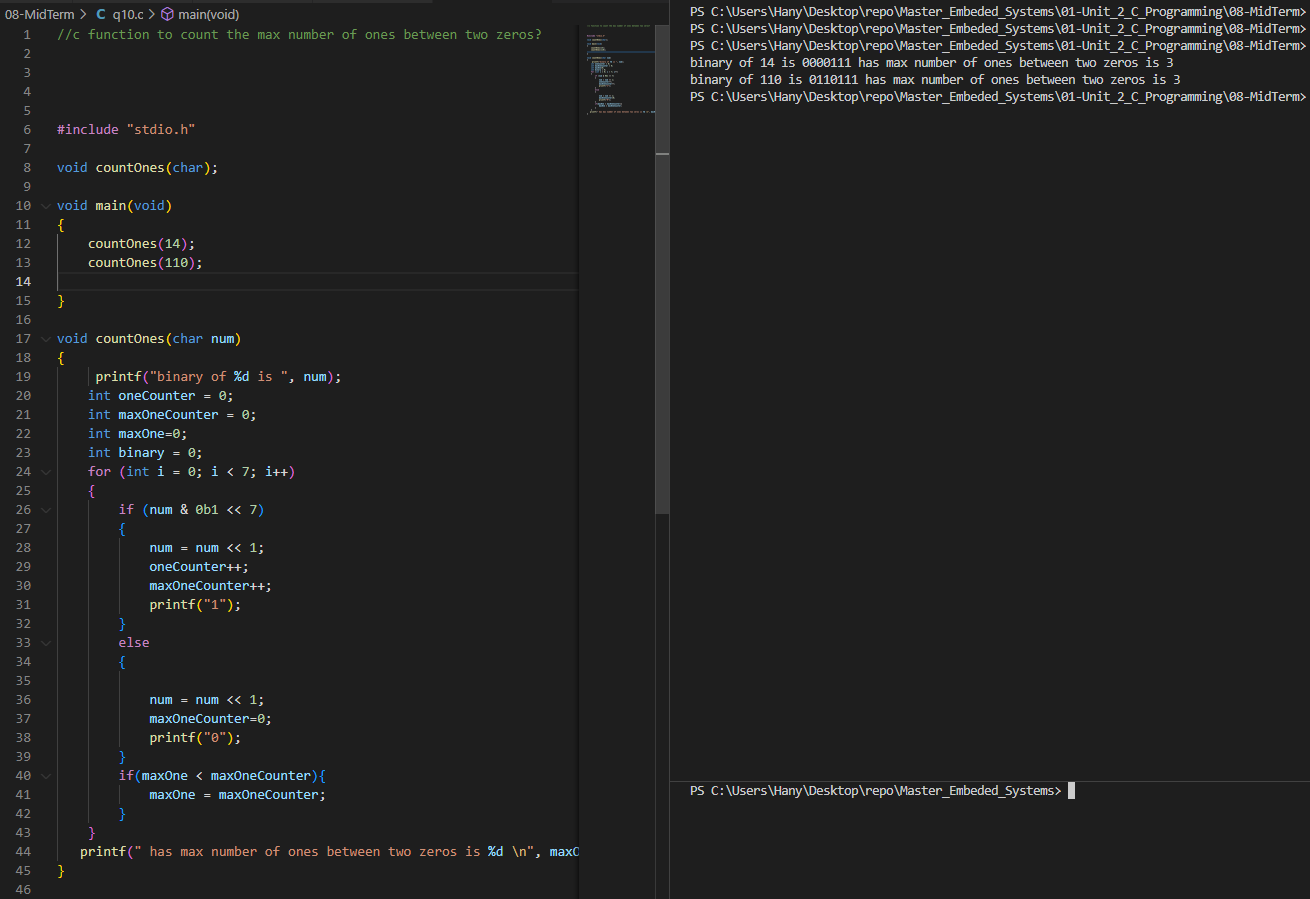 08-MidTerm > C q10.c > main(void)
1 //c function to count the max number of ones between two zeros?
2
3
4
5
6 #include "stdio.h"
7
8 void countOnes(char);
9
10 void main(void)
11 {
12     countOnes(14);
13     countOnes(110);
14
15 }
16
17 void countOnes(char num)
18 {
19      printf("binary of %d is ", num);
20     int oneCounter = 0;
21     int maxOneCounter = 0;
22     int maxOne=0;
23     int binary = 0;
24     for (int i = 0; i < 7; i++)
25     {
26         if (num & 0b1 << 7)
27         {
28             num = num << 1;
29             oneCounter++;
30             maxOneCounter++;
31             printf("1");
32         }
33         else
34         {
35
36             num = num << 1;
37             maxOneCounter=0;
38             printf("0");
39         }
40         if(maxOne < maxOneCounter){
41             maxOne = maxOneCounter;
42         }
43     }
44    printf(" has max number of ones between two zeros is %d \n", maxO
45 }
46
PS C:\Users\Hany\Desktop\repo\Master_Embeded_Systems\01-Unit_2_C_Programming\08-MidTerm>
PS C:\Users\Hany\Desktop\repo\Master_Embeded_Systems\01-Unit_2_C_Programming\08-MidTerm>
PS C:\Users\Hany\Desktop\repo\Master_Embeded_Systems\01-Unit_2_C_Programming\08-MidTerm>
binary of 14 is 0000111 has max number of ones between two zeros is 3
binary of 110 is 0110111 has max number of ones between two zeros is 3
PS C:\Users\Hany\Desktop\repo\Master_Embeded_Systems\01-Unit_2_C_Programming\08-MidTerm>
PS C:\Users\Hany\Desktop\repo\Master_Embeded_Systems>